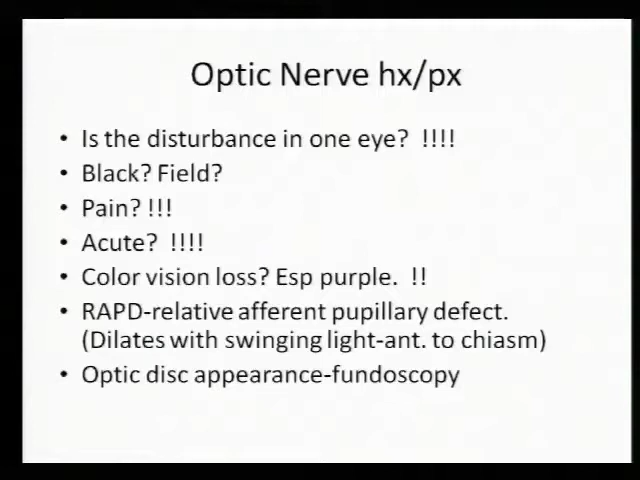 Optic Nerve hx/px
• Is the disturbance in one eye?  !!!!
• Black? Field?
• Pain? !!!
• Acute?  !!!!
• Color vision loss? Esp purple.  !!
• RAPD-relative afferent pupillary defect.
(Dilates with swinging light-ant. to chiasm)
• Optic disc appearance-fundoscopy